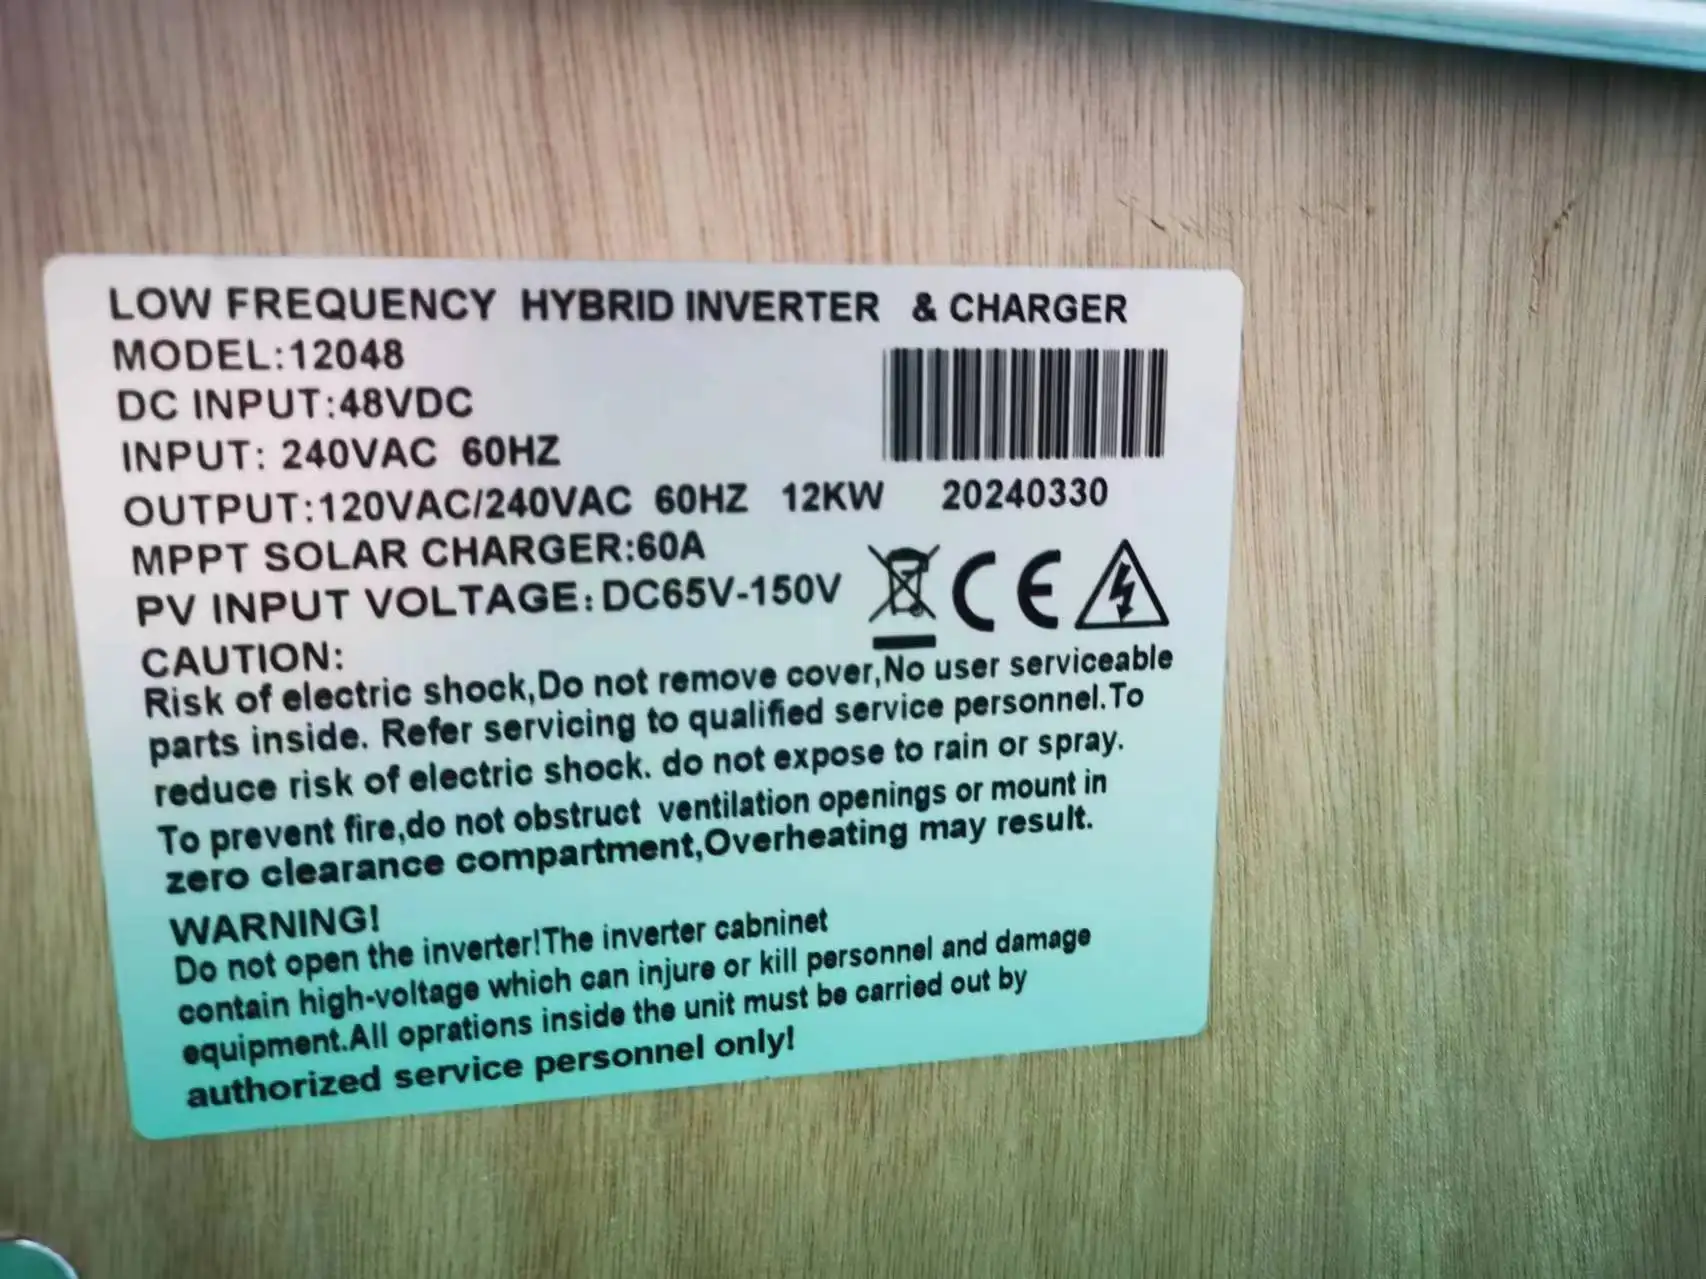 LOW FREQUENCY HYBRID INVERTER & CHARGER
MODEL:12048
DC INPUT:48VDC
INPUT: 240VAC 60HZ
OUTPUT:120VAC/240VAC 60HZ 12KW 20240330
MPPT SOLAR CHARGER:60A
PV INPUT VOLTAGE:DC65V-150V
CE
CAUTION:
Risk of electric shock,Do not remove cover,No user serviceable
parts inside. Refer servicing to qualified service personnel.To
reduce risk of electric shock. do not expose to rain or spray.
To prevent fire,do not obstruct ventilation openings or mount in
zero clearance compartment,Overheating may result.
WARNING!
Do not open the inverter!The inverter cabninet
contain high-voltage which can injure or kill personnel and damage
equipment.All oprations inside the unit must be carried out by
authorized service personnel only!